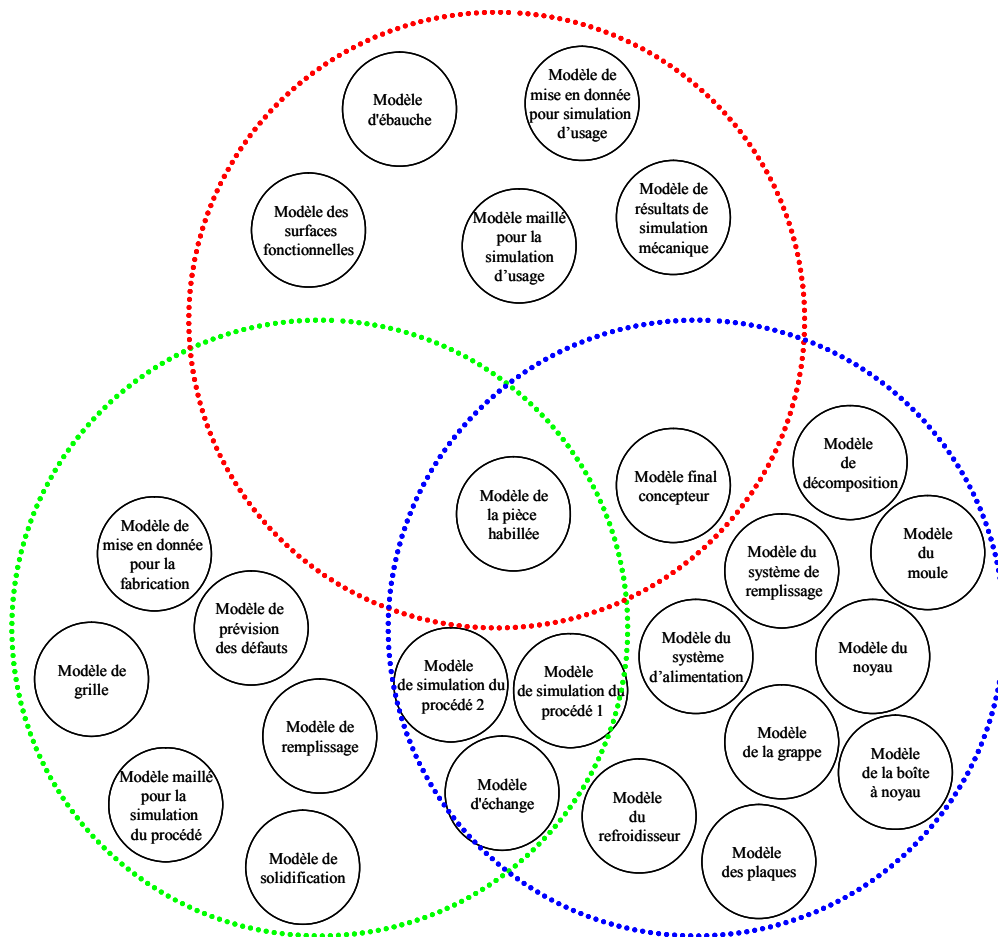 Modèle
d'ébauche
Modèle de
mise en donnée
pour simulation
d’usage
Modèle des
surfaces
fonctionnelles
Modèle maillé
pour la
simulation
d'usage
Modèle de
résultats de
simulation
mécanique
Modèle de
la pièce
habillée
Modèle final
concepteur
Modèle
de
décomposition
Modèle
du
moule
Modèle du
système de
remplissage
Modèle de
mise en donnée
pour la
fabrication
Modèle de
prévision
des défauts
Modèle de
grille
Modèle
de simulation du
procédé 2
Modèle
de simulation du
procédé 1
Modèle du
système
d’alimentation
Modèle du
noyau
Modèle de
remplissage
Modèle
de la grappe
Modèle
de la boîte
à noyau
Modèle maillé
pour la
simulation
du procédé
Modèle
d'échange
Modèle
du
refroidisseur
Modèle de
solidification
Modèle
des plaques